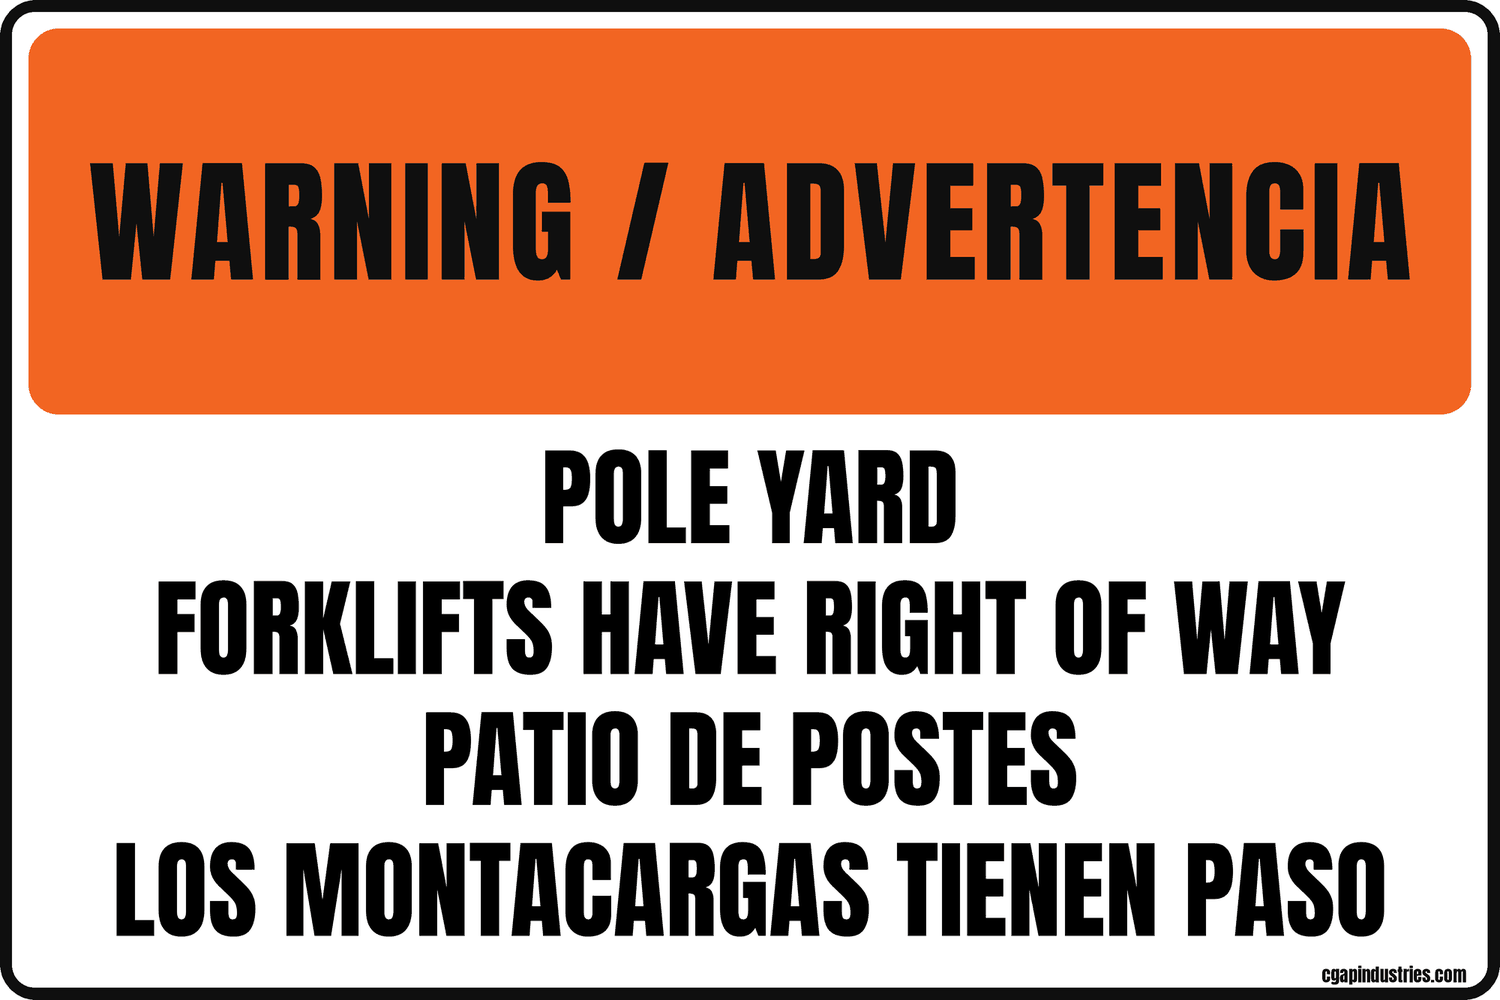 WARNING / ADVERTENCIA
POLE YARD
FORKLIFTS HAVE RIGHT OF WAY
PATIO DE POSTES
LOS MONTACARGAS TIENEN PASO
cgapindustries.com